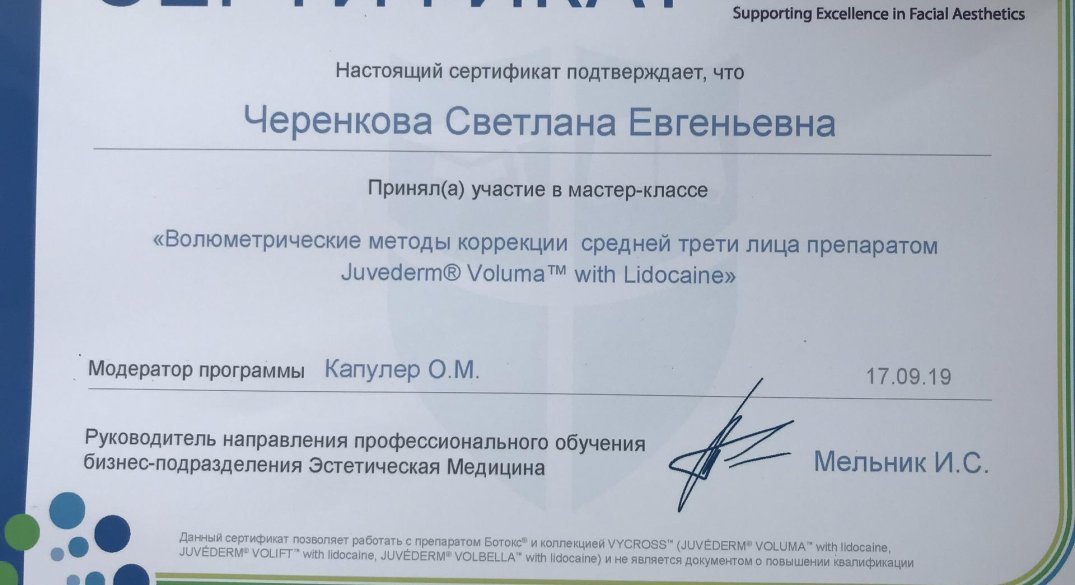 СЕРТИФИКАТ
Supporting Excellence in Facial Aesthetics
Настоящий сертификат подтверждает, что
Черенкова Светлана Евгеньевна
Принял(а) участие в мастер-классе
«Волюметрические методы коррекции средней трети лица препаратом
Juvederm® Voluma™ with Lidocaine»
Модератор программы Капулер О.М.
17.09.19
Руководитель направления профессионального обучения
бизнес-подразделения Эстетическая Медицина
Мельник И.С.
Данный сертификат позволяет работать с препаратом Ботокс® и коллекцией VYCROSS™ (JUVÉDERM® VOLUMA™ with lidocaine,
JUVÉDERM® VOLIFT™ with lidocaine, JUVÉDERM® VOLBELLA™ with lidocaine) и не является документом о повышении квалификации